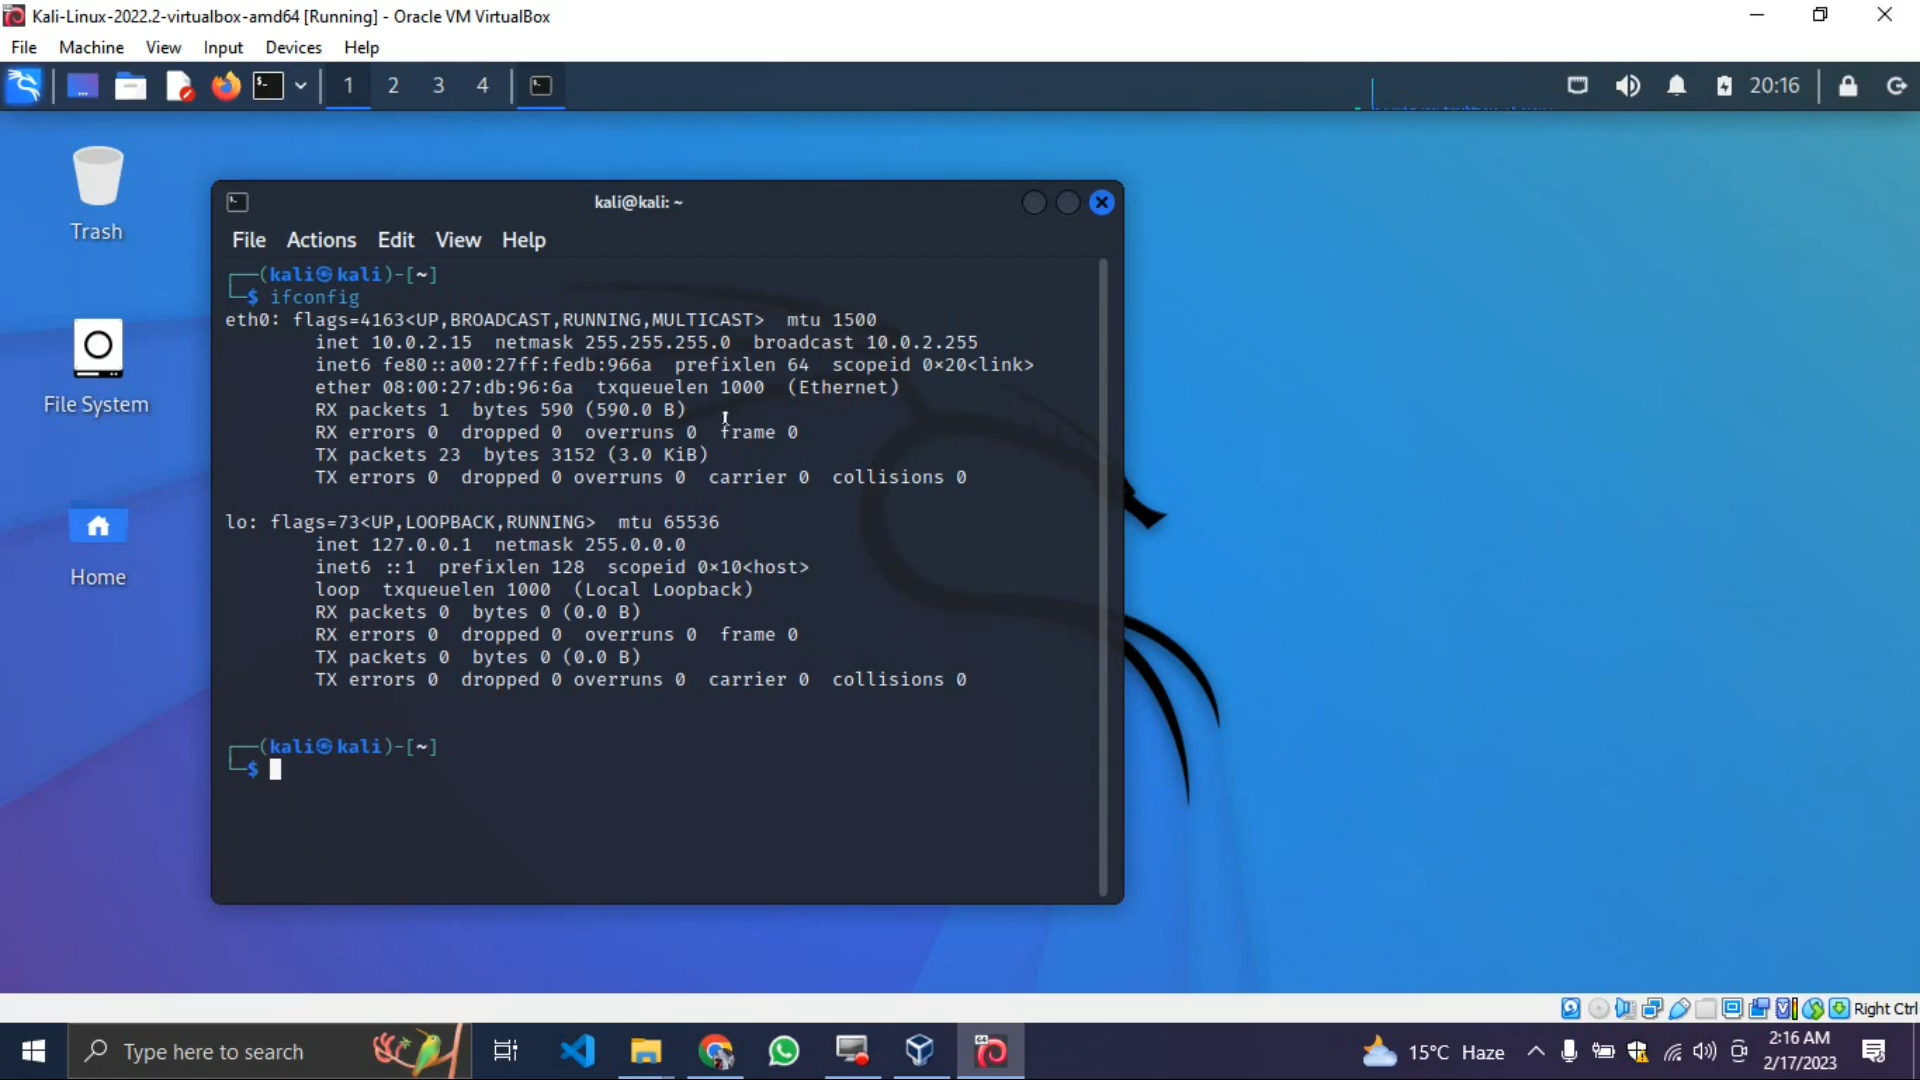 Kali-Linux-2022.2-virtualbox-amd64 [Running] - Oracle VM VirtualBox
File Machine View Input Devices Help
1 2 3 4
20:16
Trash
File System
Home
kali@kali: ~
File Actions Edit View Help
┌──(kali㉿kali)-[~]
└─$ ifconfig
eth0: flags=4163<UP,BROADCAST,RUNNING,MULTICAST>  mtu 1500
inet 10.0.2.15  netmask 255.255.255.0  broadcast 10.0.2.255
inet6 fe80::a00:27ff:fedb:966a  prefixlen 64  scopeid 0×20<link>
ether 08:00:27:db:96:6a  txqueuelen 1000  (Ethernet)
RX packets 1  bytes 590 (590.0 B)
RX errors 0  dropped 0  overruns 0  frame 0
TX packets 23  bytes 3152 (3.0 KiB)
TX errors 0  dropped 0 overruns 0  carrier 0  collisions 0
lo: flags=73<UP,LOOPBACK,RUNNING>  mtu 65536
inet 127.0.0.1  netmask 255.0.0.0
inet6 ::1  prefixlen 128  scopeid 0×10<host>
loop  txqueuelen 1000  (Local Loopback)
RX packets 0  bytes 0 (0.0 B)
RX errors 0  dropped 0  overruns 0  frame 0
TX packets 0  bytes 0 (0.0 B)
TX errors 0  dropped 0 overruns 0  carrier 0  collisions 0
┌──(kali㉿kali)-[~]
└─$
Right Ctrl
Type here to search
15°C Haze
2:16 AM
2/17/2023